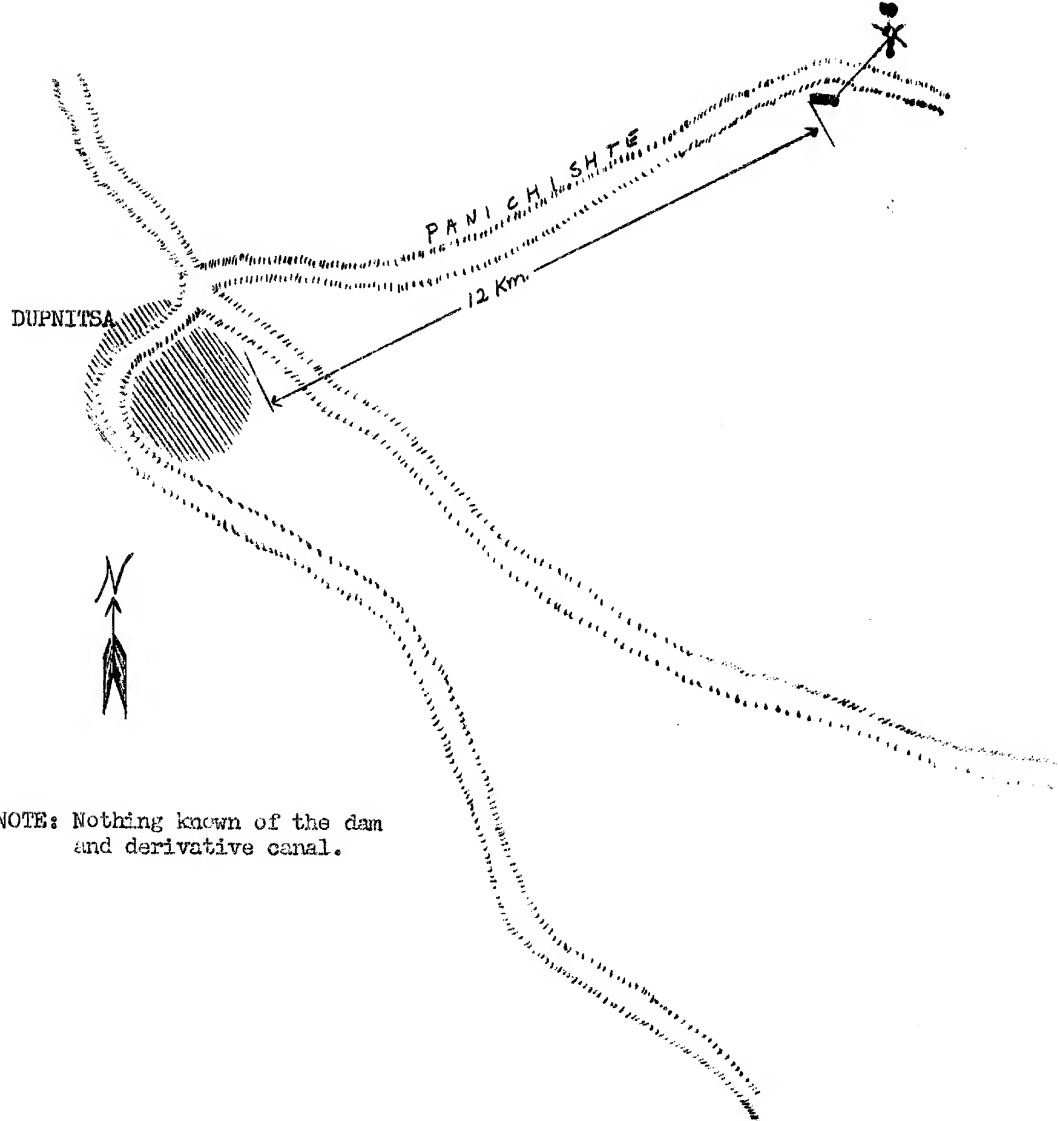 PANICHISHTE
DUPNITSA
12 Km.
N
NOTE: Nothing known of the dam
and derivative canal.